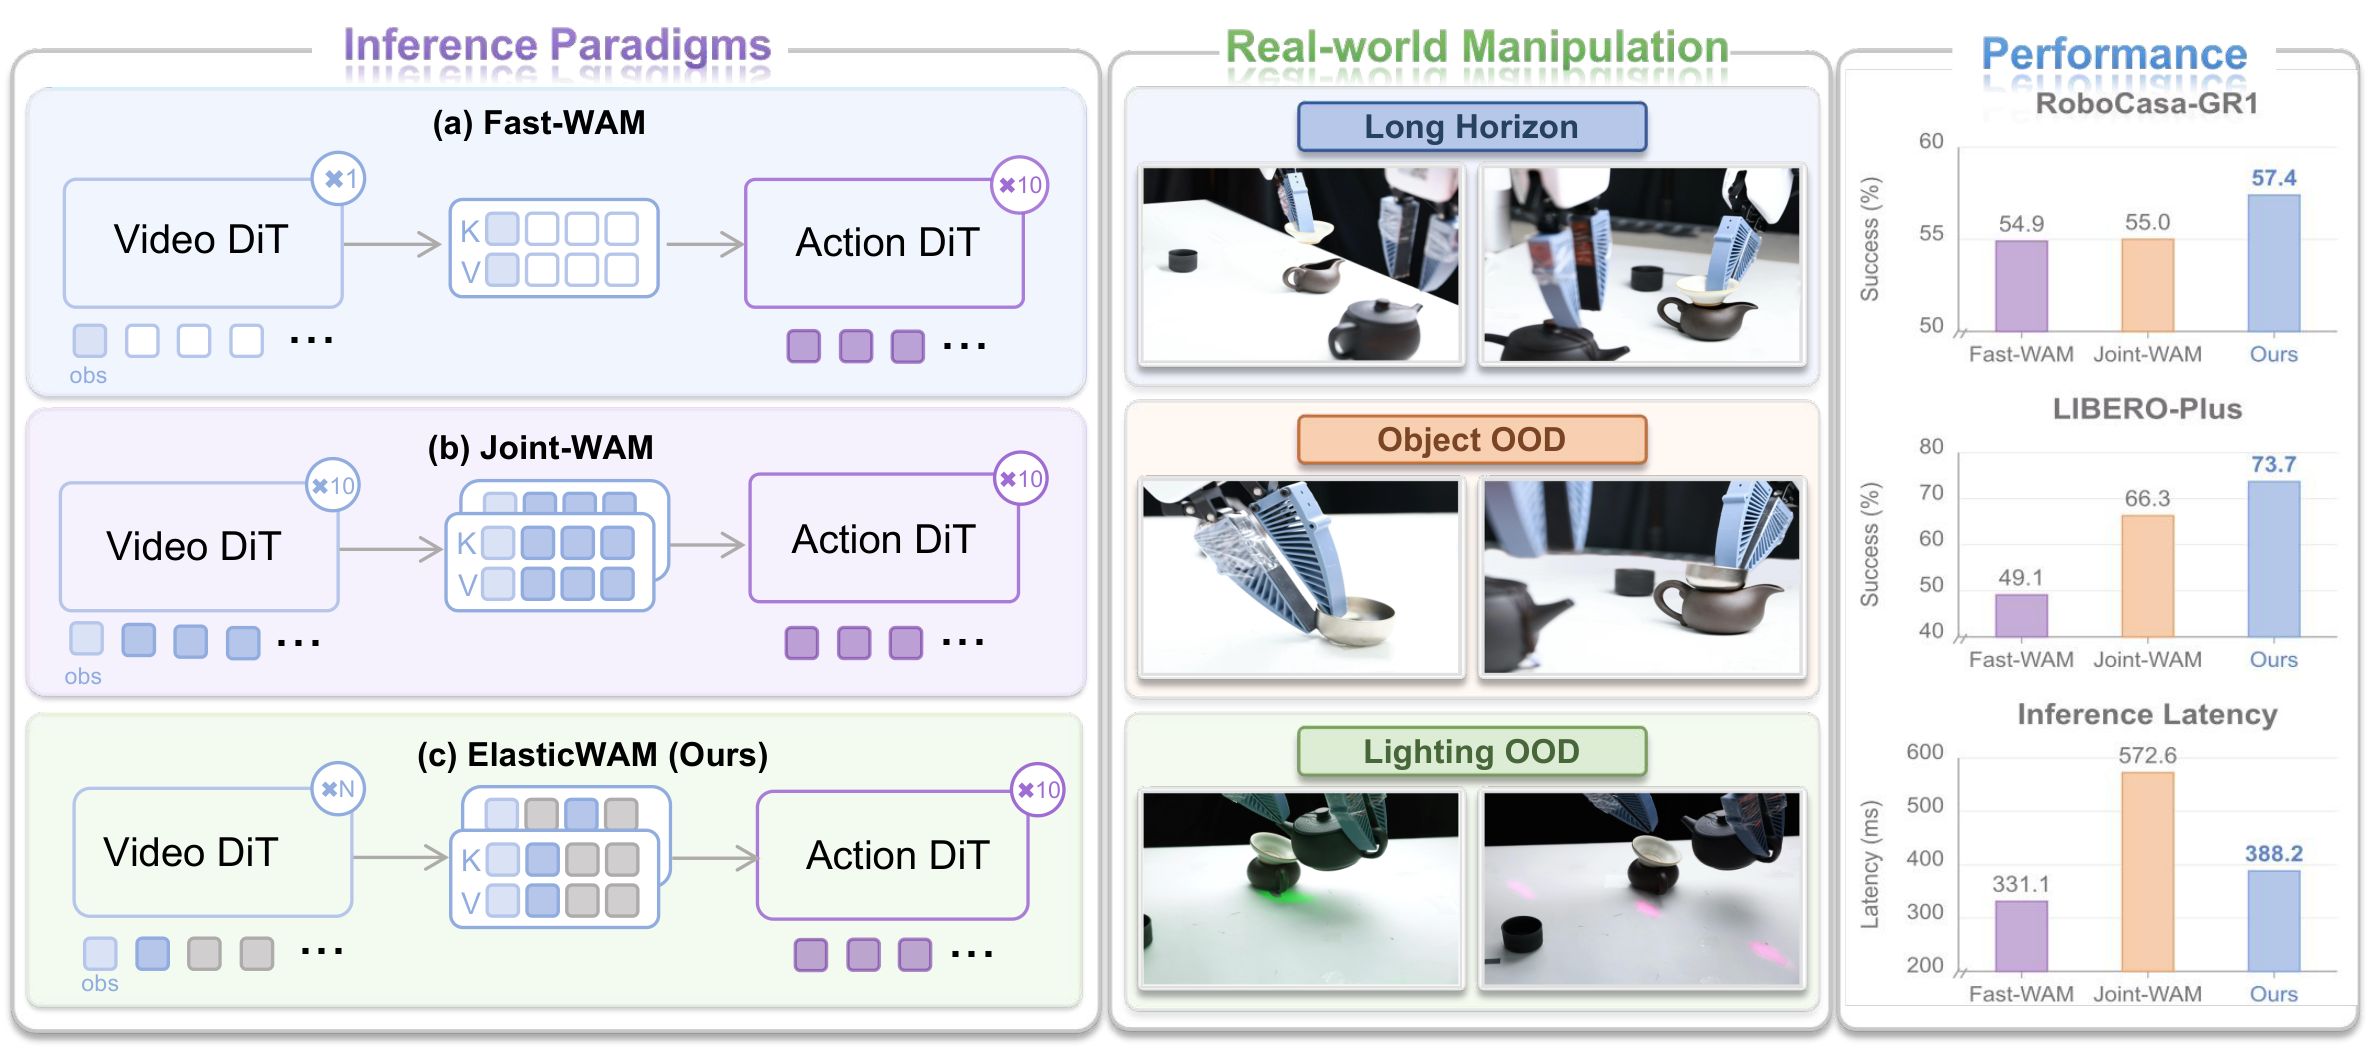 Inference Paradigms
(a) Fast-WAM
Video DiT
✖1
K
V
Action DiT
✖10
obs
...
...
(b) Joint-WAM
Video DiT
✖10
K
V
Action DiT
✖10
obs
...
...
(c) ElasticWAM (Ours)
Video DiT
✖N
K
V
Action DiT
✖10
obs
...
...
Real-world Manipulation
Long Horizon
Object OOD
Lighting OOD
Performance
RoboCasa-GR1
Success (%)
60
55
50
54.9
55.0
57.4
Fast-WAM Joint-WAM Ours
LIBERO-Plus
Success (%)
80
70
60
50
40
49.1
66.3
73.7
Fast-WAM Joint-WAM Ours
Inference Latency
Latency (ms)
600
500
400
300
200
331.1
572.6
388.2
Fast-WAM Joint-WAM Ours